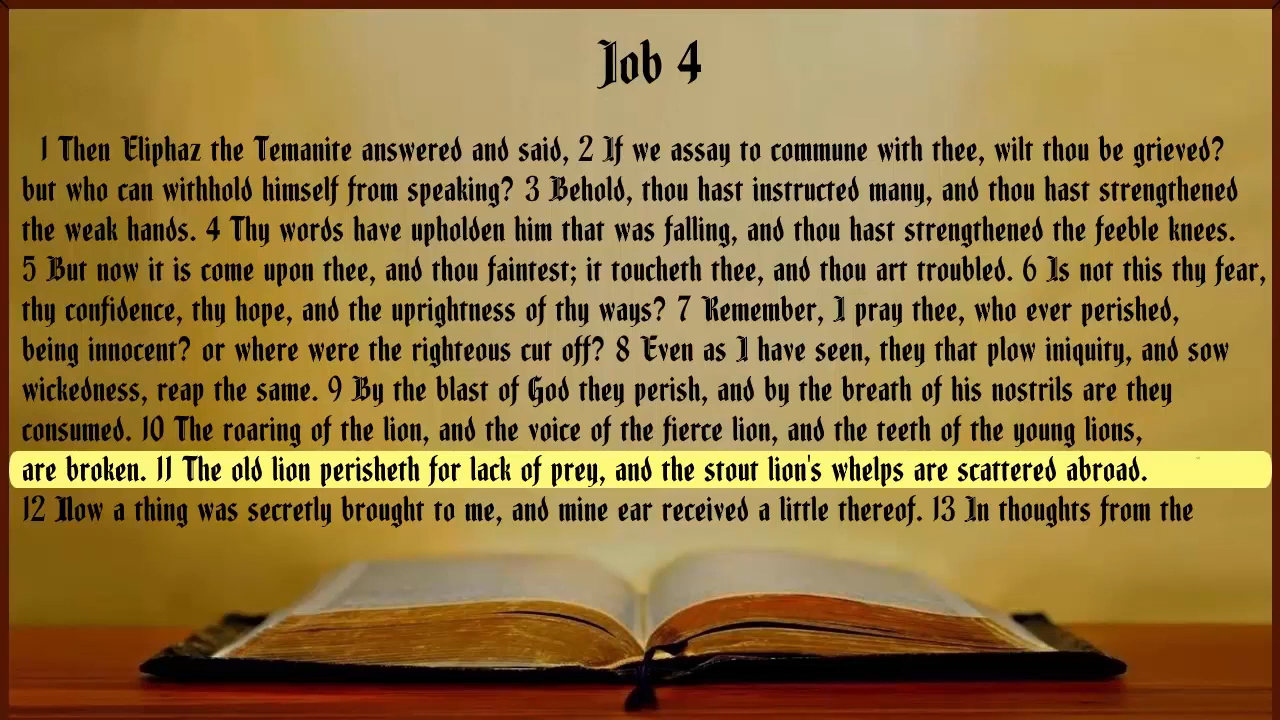 Job 4
1 Then Eliphaz the Temanite answered and said, 2 If we assay to commune with thee, wilt thou be grieved?
but who can withhold himself from speaking? 3 Behold, thou hast instructed many, and thou hast strengthened
the weak hands. 4 Thy words have upholden him that was falling, and thou hast strengthened the feeble knees.
5 But now it is come upon thee, and thou faintest; it toucheth thee, and thou art troubled. 6 Is not this thy fear,
thy confidence, thy hope, and the uprightness of thy ways? 7 Remember, I pray thee, who ever perished,
being innocent? or where were the righteous cut off? 8 Even as I have seen, they that plow iniquity, and sow
wickedness, reap the same. 9 By the blast of God they perish, and by the breath of his nostrils are they
consumed. 10 The roaring of the lion, and the voice of the fierce lion, and the teeth of the young lions,
are broken. 11 The old lion perisheth for lack of prey, and the stout lion's whelps are scattered abroad.
12 Now a thing was secretly brought to me, and mine ear received a little thereof. 13 In thoughts from the